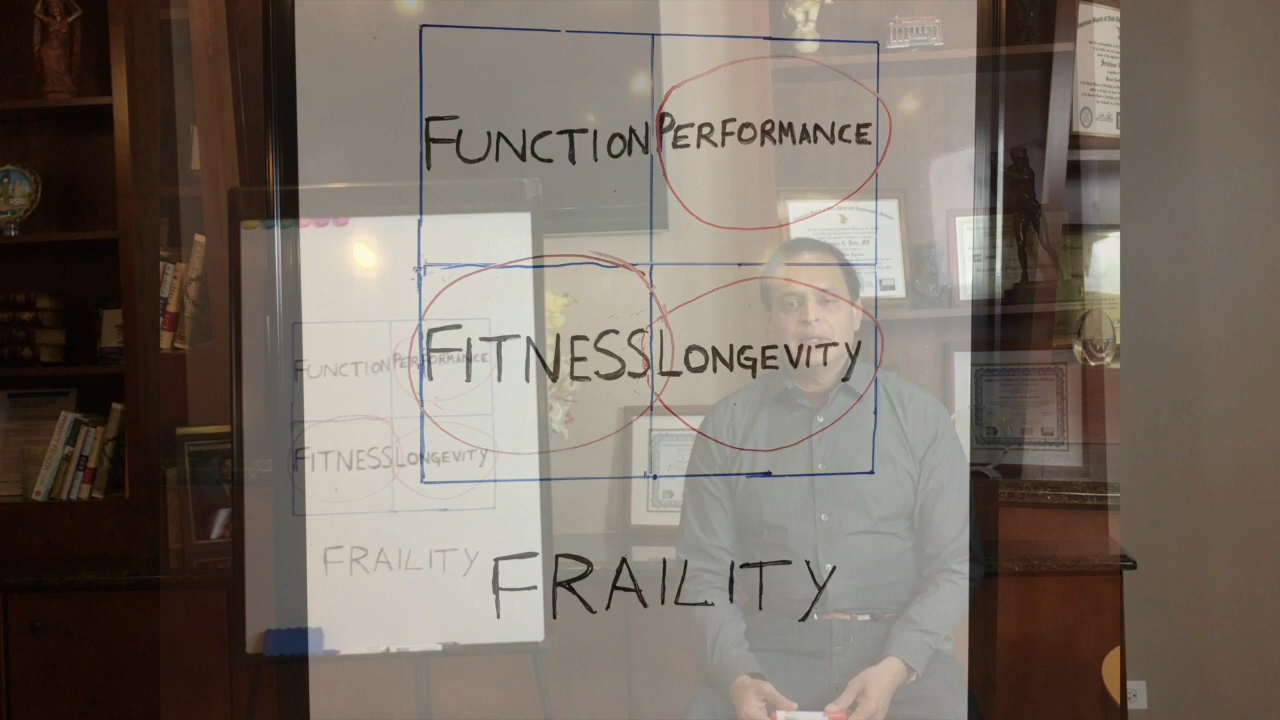 FUNCTION PERFORMANCE
FITNESS LONGEVITY
FRAILITY
FUNCTION PERFORMANCE
FITNESS LONGEVITY
FRAILITY